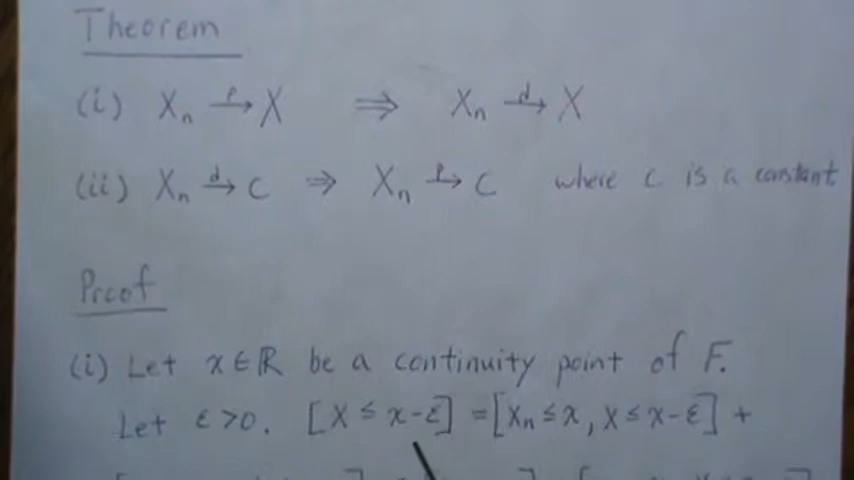 Theorem
(i) Xₙ →ᵖ X ⇒ Xₙ →ᵈ X
(ii) Xₙ →ᵈ c ⇒ Xₙ →ᵖ c where c is a constant
Proof
(i) Let x ∈ ℝ be a continuity point of F.
Let ε > 0. [X ≤ x-ε] = [Xₙ ≤ x, X ≤ x-ε] +